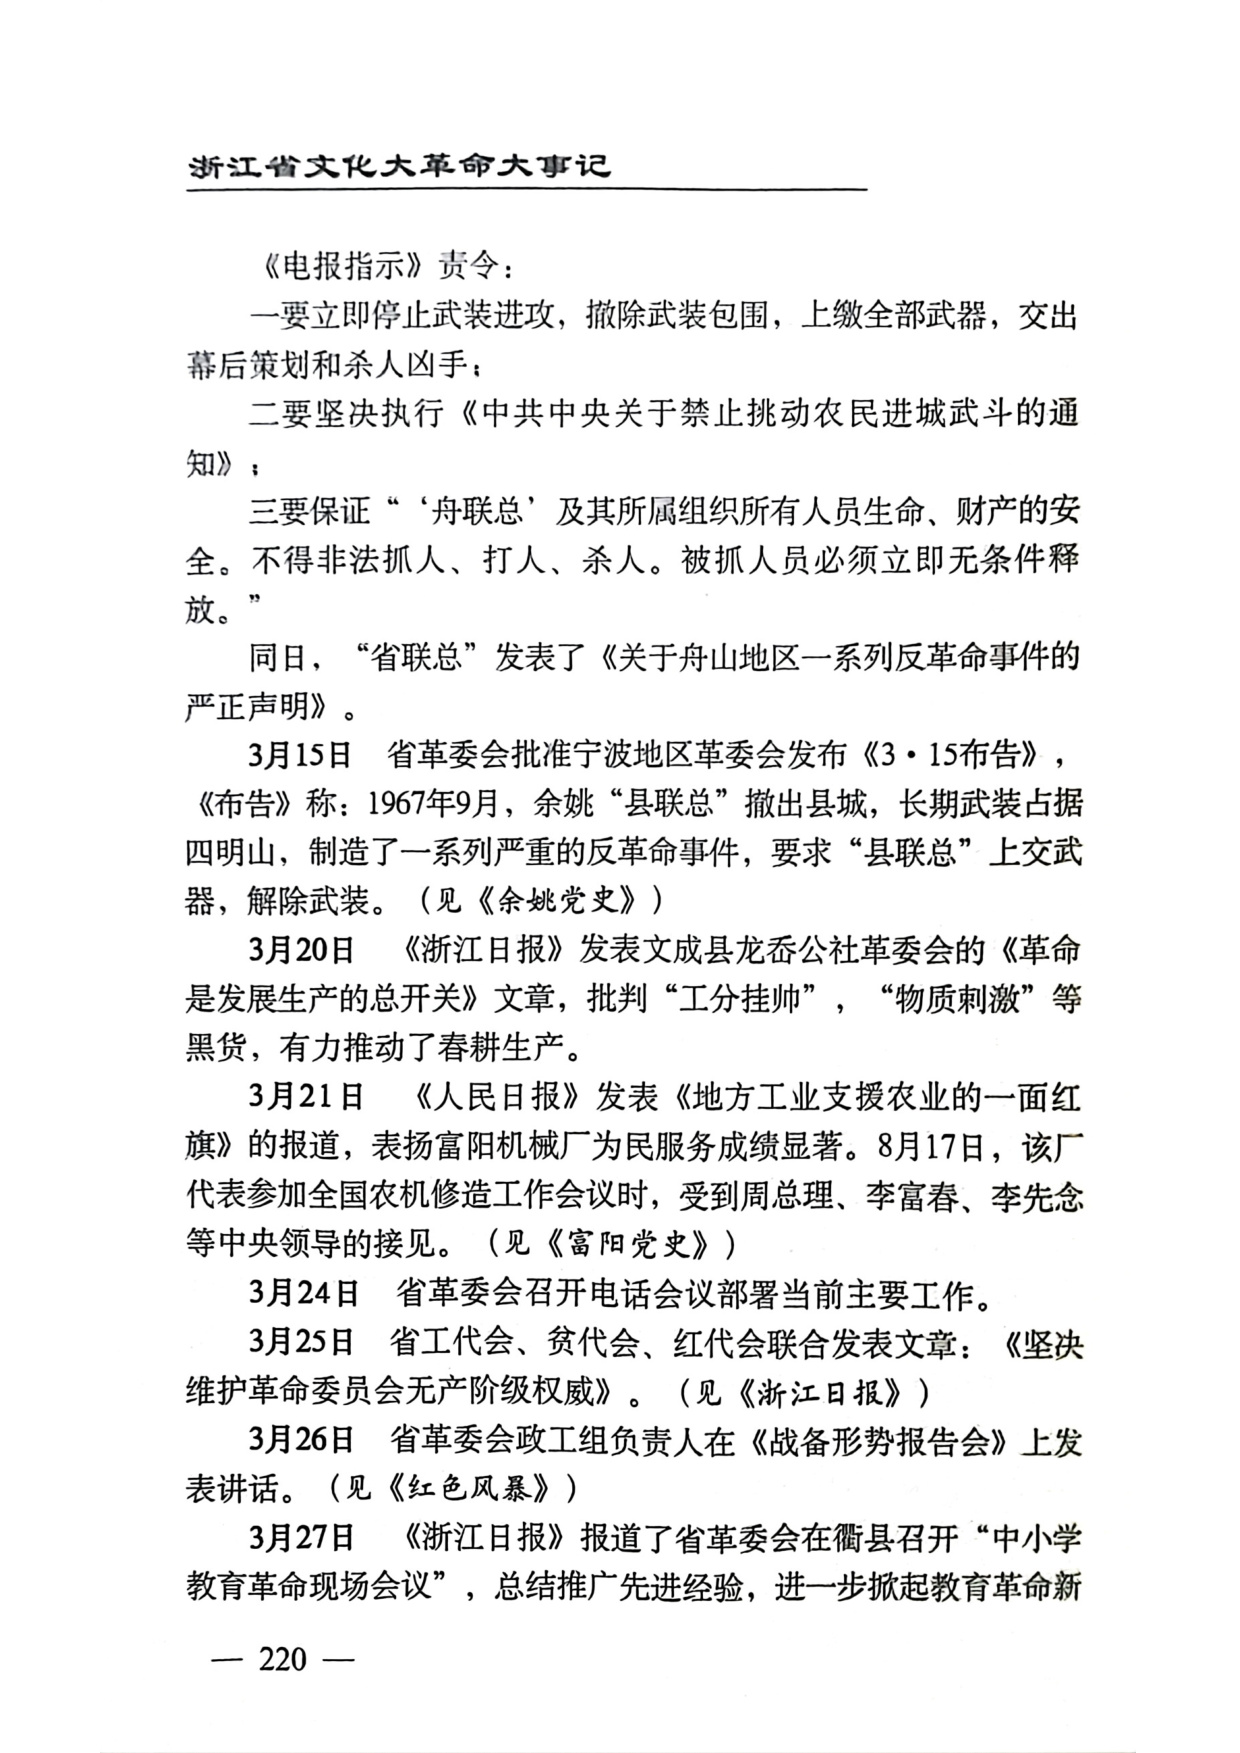 浙江省文化大革命大事记
《电报指示》责令：
一要立即停止武装进攻，撤除武装包围，上缴全部武器，交出
幕后策划和杀人凶手；
二要坚决执行《中共中央关于禁止挑动农民进城武斗的通
知》；
三要保证“‘舟联总’及其所属组织所有人员生命、财产的安
全。不得非法抓人、打人、杀人。被抓人员必须立即无条件释
放。”
同日，“省联总”发表了《关于舟山地区一系列反革命事件的
严正声明》。
3月15日　省革委会批准宁波地区革委会发布《3·15布告》，
《布告》称：1967年9月，余姚“县联总”撤出县城，长期武装占据
四明山，制造了一系列严重的反革命事件，要求“县联总”上交武
器，解除武装。（见《余姚党史》）
3月20日　《浙江日报》发表文成县龙岙公社革委会的《革命
是发展生产的总开关》文章，批判“工分挂帅”，“物质刺激”等
黑货，有力推动了春耕生产。
3月21日　《人民日报》发表《地方工业支援农业的一面红
旗》的报道，表扬富阳机械厂为民服务成绩显著。8月17日，该厂
代表参加全国农机修造工作会议时，受到周总理、李富春、李先念
等中央领导的接见。（见《富阳党史》）
3月24日　省革委会召开电话会议部署当前主要工作。
3月25日　省工代会、贫代会、红代会联合发表文章：《坚决
维护革命委员会无产阶级权威》。（见《浙江日报》）
3月26日　省革委会政工组负责人在《战备形势报告会》上发
表讲话。（见《红色风暴》）
3月27日　《浙江日报》报道了省革委会在衢县召开“中小学
教育革命现场会议”，总结推广先进经验，进一步掀起教育革命新
— 220 —